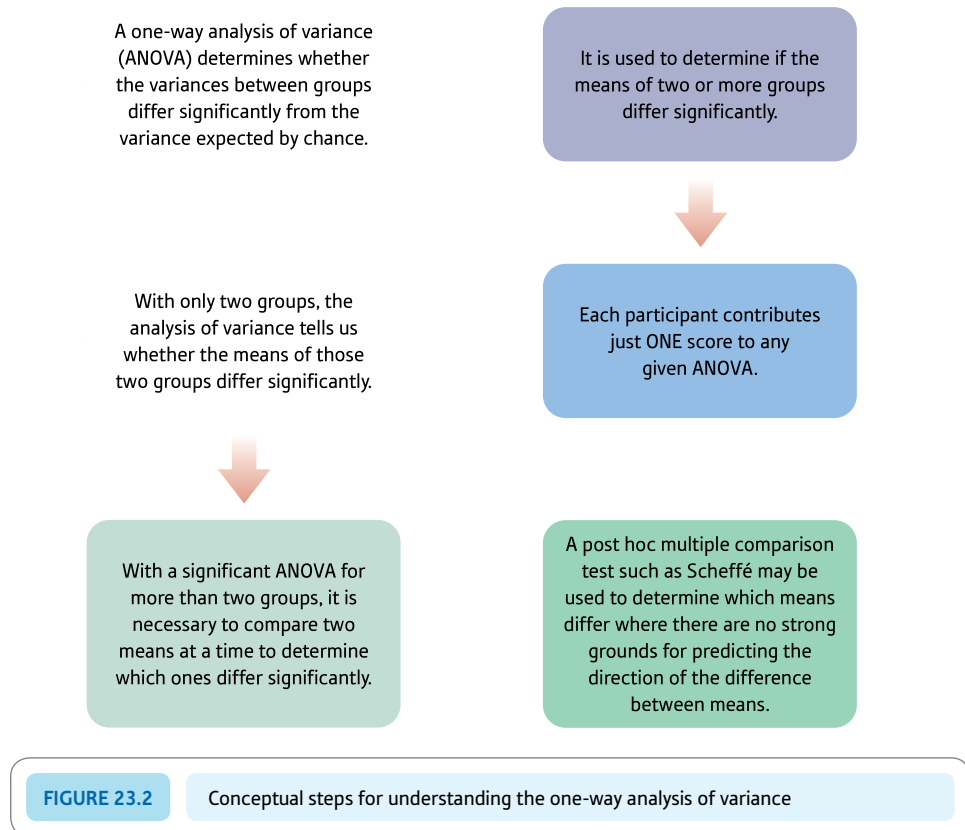 A one-way analysis of variance
(ANOVA) determines whether
the variances between groups
differ significantly from the
variance expected by chance.
It is used to determine if the
means of two or more groups
differ significantly.
With only two groups, the
analysis of variance tells us
whether the means of those
two groups differ significantly.
Each participant contributes
just ONE score to any
given ANOVA.
With a significant ANOVA for
more than two groups, it is
necessary to compare two
means at a time to determine
which ones differ significantly.
A post hoc multiple comparison
test such as Scheffé may be
used to determine which means
differ where there are no strong
grounds for predicting the
direction of the difference
between means.
FIGURE 23.2
Conceptual steps for understanding the one-way analysis of variance